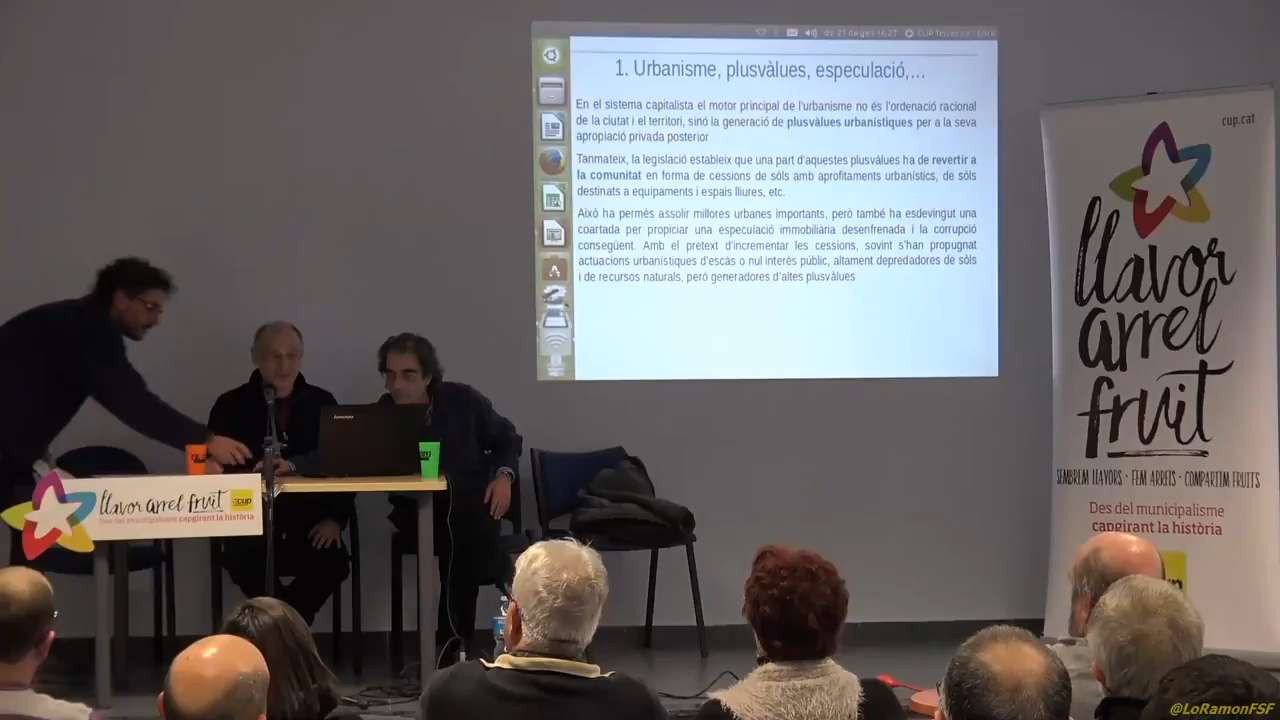 ds, 21 de gen 16:27
1. Urbanisme, plusvàlues, especulació,...
En el sistema capitalista el motor principal de l'urbanisme no és l'ordenació racional
de la ciutat i el territori, sinó la generació de plusvàlues urbanístiques per a la seva
apropiació privada posterior
Tanmateix, la legislació estableix que una part d'aquestes plusvàlues ha de revertir a
la comunitat en forma de cessions de sòls amb aprofitaments urbanístics, de sòls
destinats a equipaments i espais lliures, etc.
Això ha permès assolir millores urbanes importants, però també ha esdevingut una
coartada per propiciar una especulació immobiliària desenfrenada i la corrupció
consegüent. Amb el pretext d'incrementar les cessions, sovint s'han propugnat
actuacions urbanístiques d'escàs o nul interès públic, altament depredadores de sòls
i de recursos naturals, però generadores d'altes plusvàlues
cup.cat
llavor
arrel
fruit
SEMBREM LLAVORS · FEM ARRELS · COMPARTIM FRUITS
Des del municipalisme
capgirant la història
lenovo
llavor arrel fruit
cup
Des del municipalisme capgirant la història
@LoRamonFSF